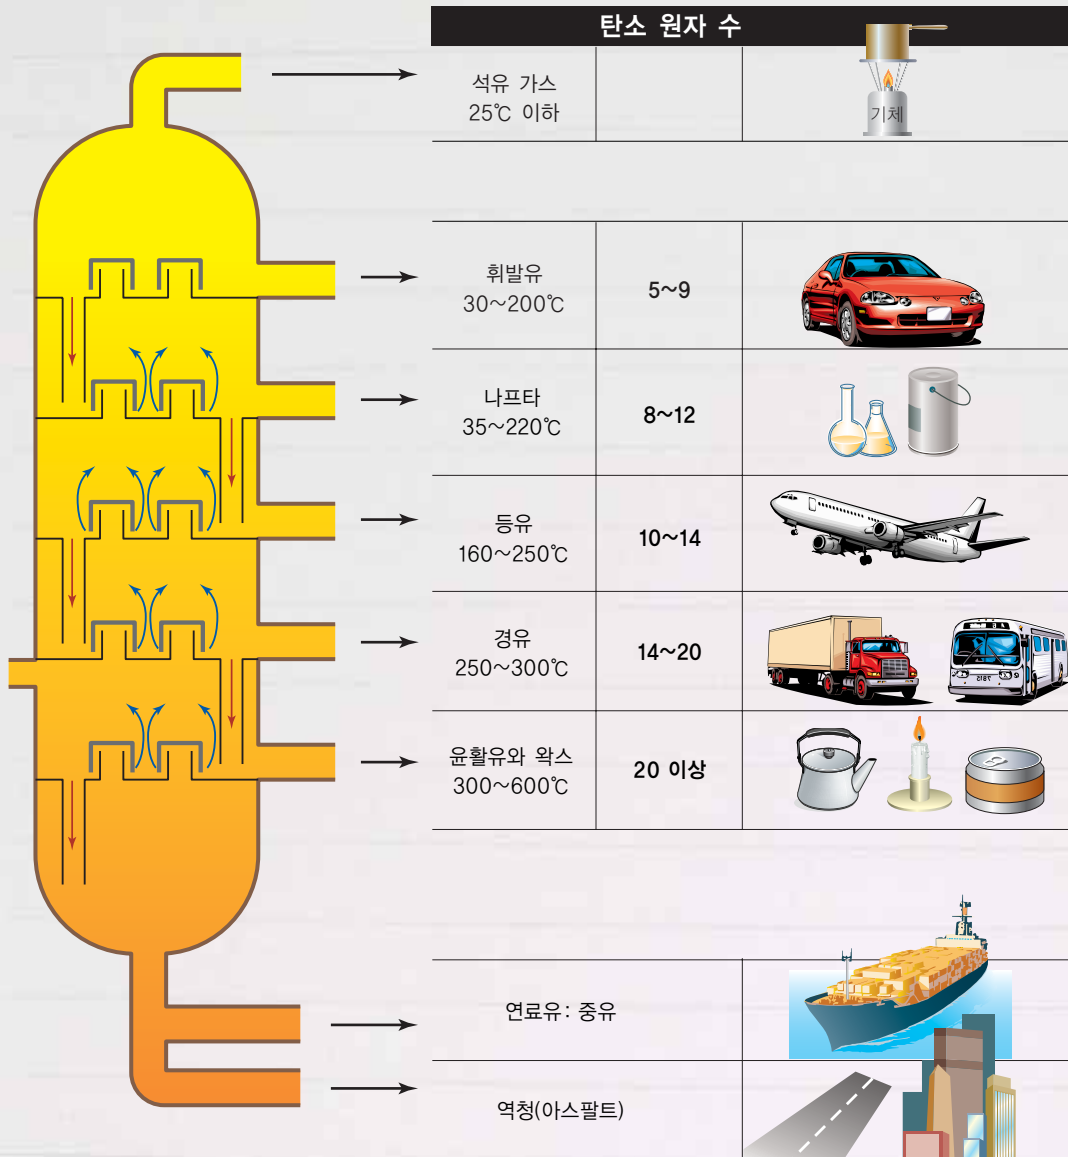 탄소 원자 수
석유 가스
25℃ 이하
기체
휘발유
30~200℃
5~9
나프타
35~220℃
8~12
등유
160~250℃
10~14
경유
250~300℃
14~20
윤활유와 왁스
300~600℃
20 이상
연료유: 중유
역청(아스팔트)